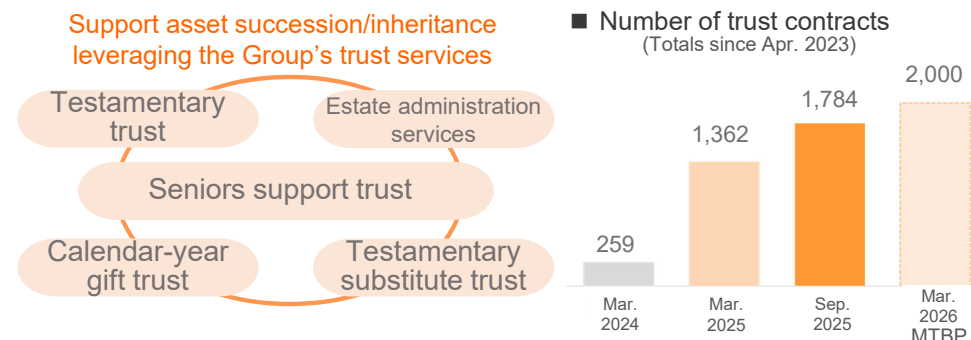 Support asset succession/inheritance
leveraging the Group’s trust services
Testamentary
trust
Estate administration
services
Seniors support trust
Calendar-year
gift trust
Testamentary
substitute trust
■ Number of trust contracts
(Totals since Apr. 2023)
259
1,362
1,784
2,000
Mar.
2024
Mar.
2025
Sep.
2025
Mar.
2026
MTBP